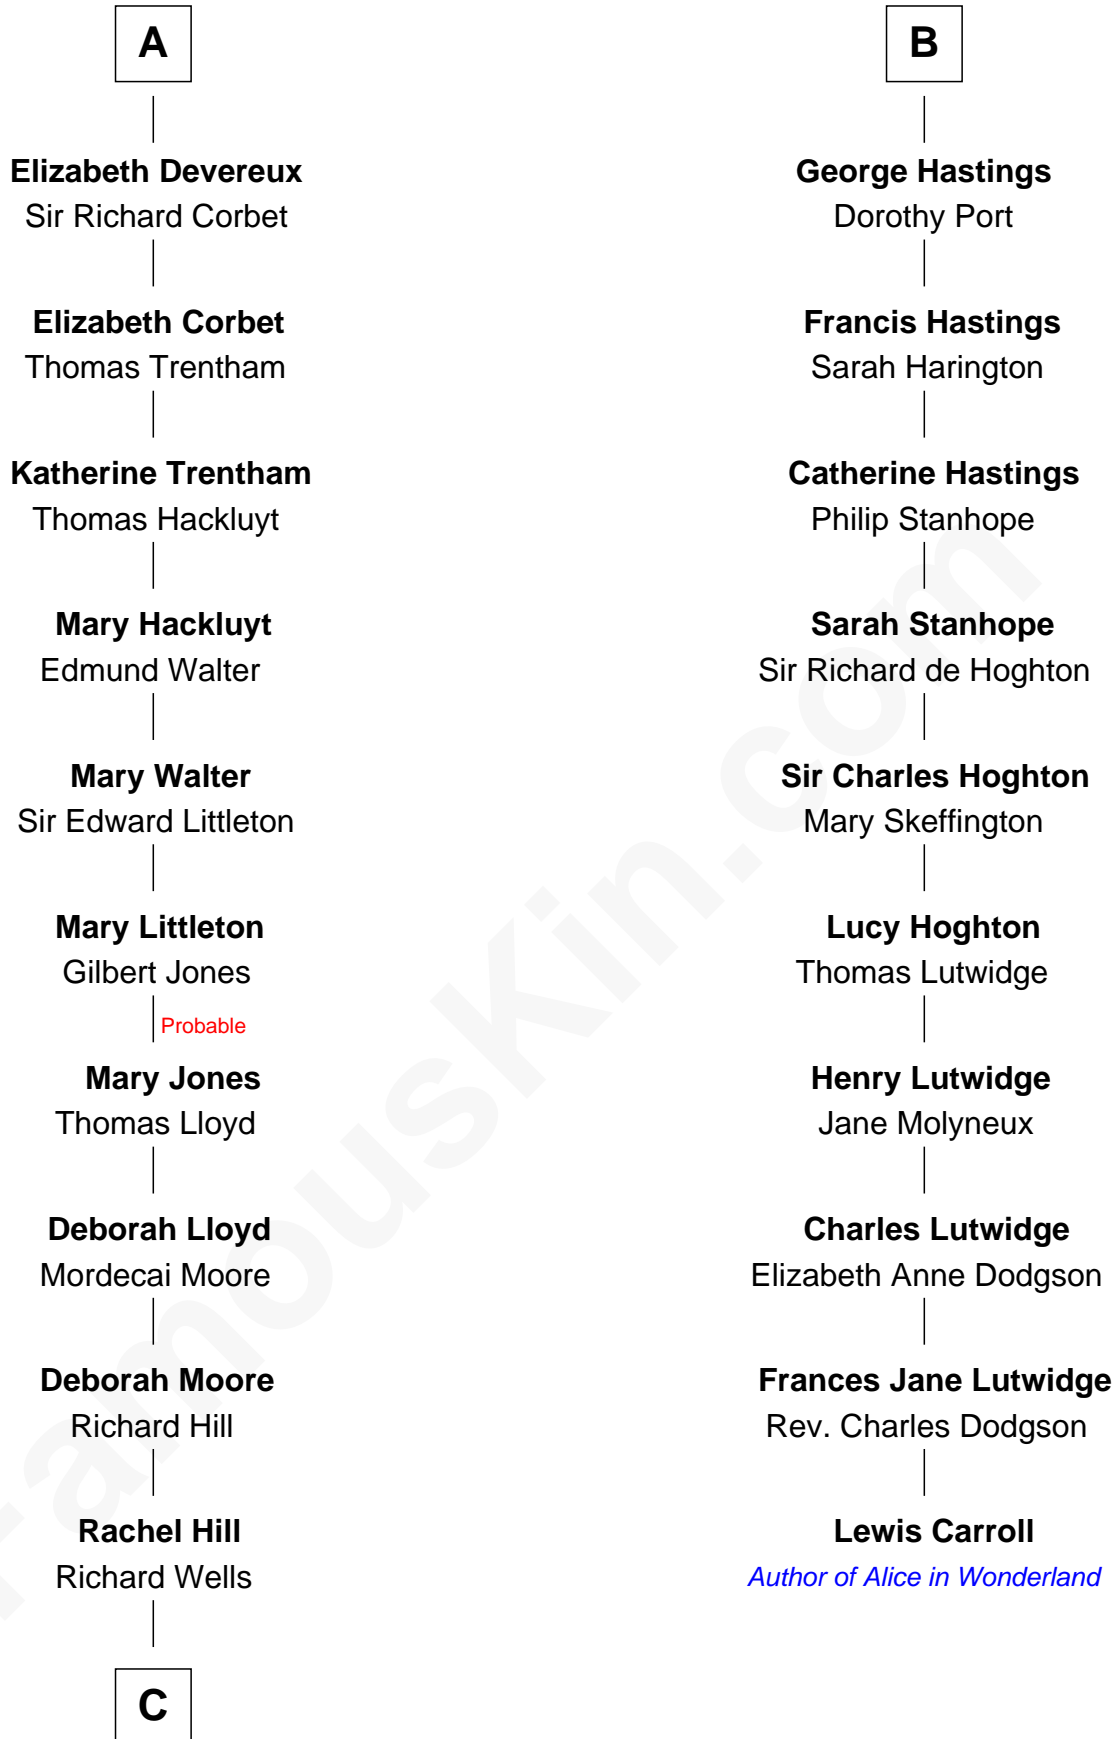 A
Elizabeth Devereux
Sir Richard Corbet
Elizabeth Corbet
Thomas Trentham
Katherine Trentham
Thomas Hackluyt
Mary Hackluyt
Edmund Walter
Mary Walter
Sir Edward Littleton
Mary Littleton
Gilbert Jones
Probable
Mary Jones
Thomas Lloyd
Deborah Lloyd
Mordecai Moore
Deborah Moore
Richard Hill
Rachel Hill
Richard Wells
C
B
George Hastings
Dorothy Port
Francis Hastings
Sarah Harington
Catherine Hastings
Philip Stanhope
Sarah Stanhope
Sir Richard de Hoghton
Sir Charles Hoghton
Mary Skeffington
Lucy Hoghton
Thomas Lutwidge
Henry Lutwidge
Jane Molyneux
Charles Lutwidge
Elizabeth Anne Dodgson
Frances Jane Lutwidge
Rev. Charles Dodgson
Lewis Carroll
Author of Alice in Wonderland
FamousKin.com